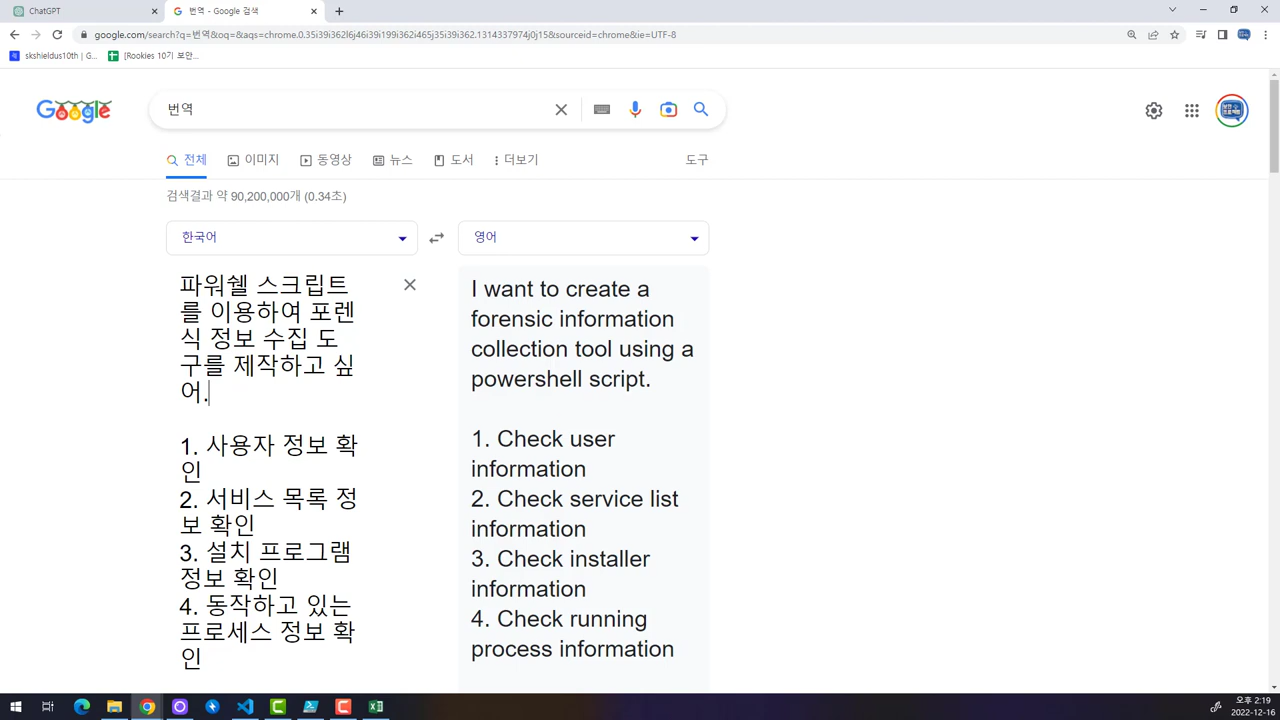 ChatGPT
번역 - Google 검색
google.com/search?q=번역&oq=&aqs=chrome.0.35i39i362l6j46i39i199i362i465j35i39i362.1314337974j0j15&sourceid=chrome&ie=UTF-8
skshieldus10th | G...
[Rookies 10기 보안...
Google
번역
전체
이미지
동영상
뉴스
도서
더보기
도구
검색결과 약 90,200,000개 (0.34초)
한국어
영어
파워쉘 스크립트
를 이용하여 포렌
식 정보 수집 도
구를 제작하고 싶
어.
1. 사용자 정보 확
인
2. 서비스 목록 정
보 확인
3. 설치 프로그램
정보 확인
4. 동작하고 있는
프로세스 정보 확
인
I want to create a
forensic information
collection tool using a
powershell script.
1. Check user
information
2. Check service list
information
3. Check installer
information
4. Check running
process information
오후 2:19
2022-12-16